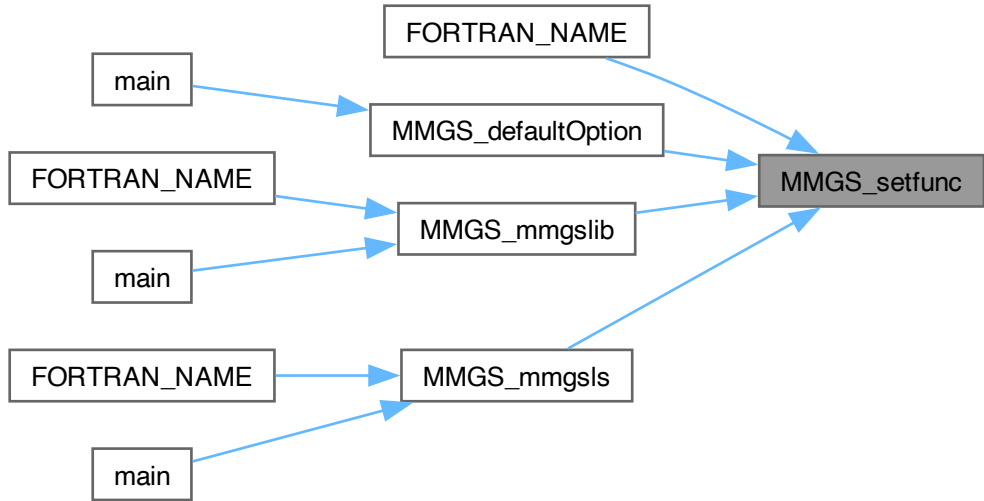 FORTRAN_NAME
main
MMGS_defaultOption
FORTRAN_NAME
MMGS_setfunc
MMGS_mmgslib
main
FORTRAN_NAME
MMGS_mmgsls
main